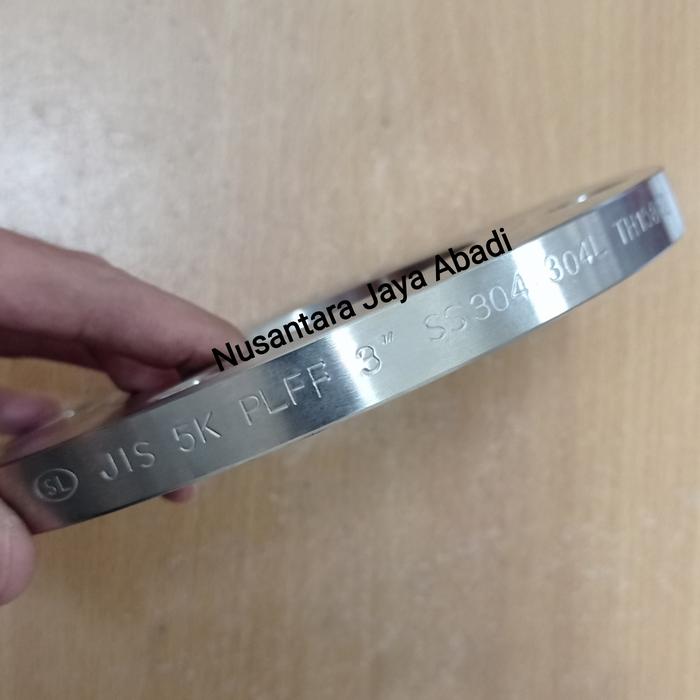 Nusantara Jaya Abadi
SL JIS 5K PLFF 3" SS304/304L